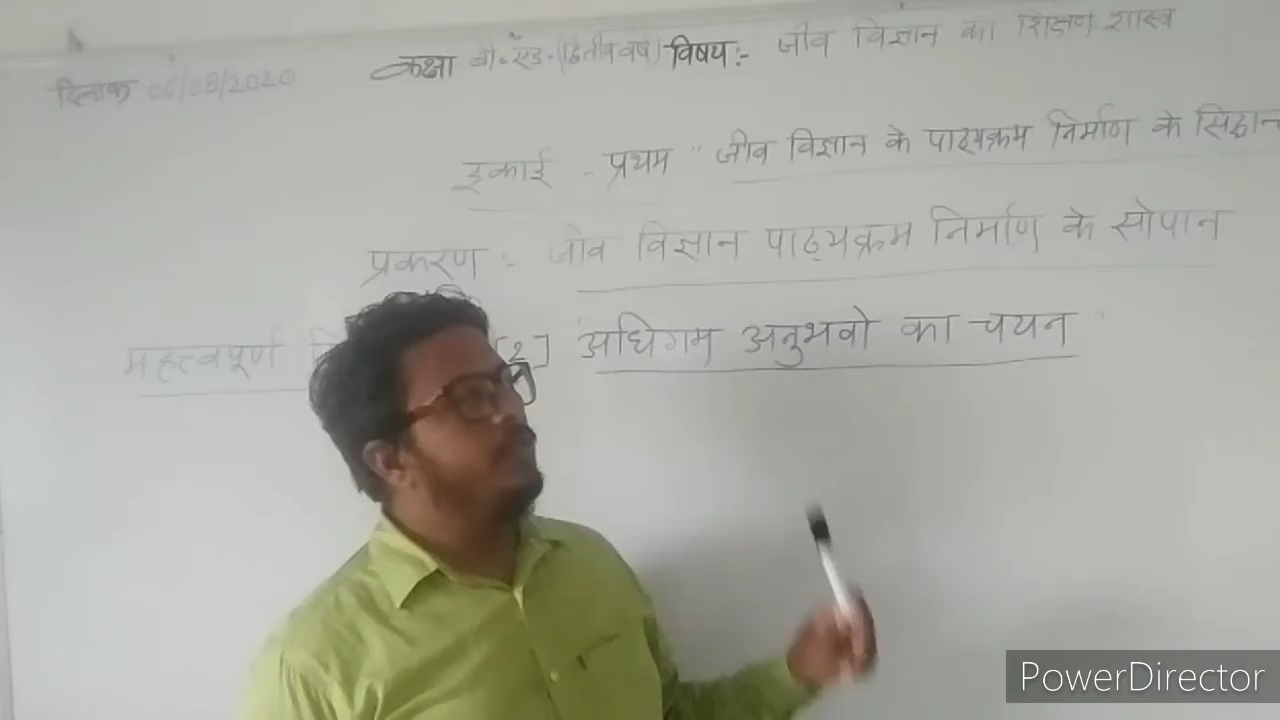 दिनांक 06/08/2020 कक्षा बी॰एड॰(द्वितीय वर्ष) विषय:- जीव विज्ञान का शिक्षण शास्त्र
इकाई - प्रथम "जीव विज्ञान के पाठ्यक्रम निर्माण के
प्रकरण :- जीव विज्ञान पाठ्यक्रम निर्माण के सोपान
महत्वपूर्ण [2] अधिगम अनुभवो का चयन
PowerDirector